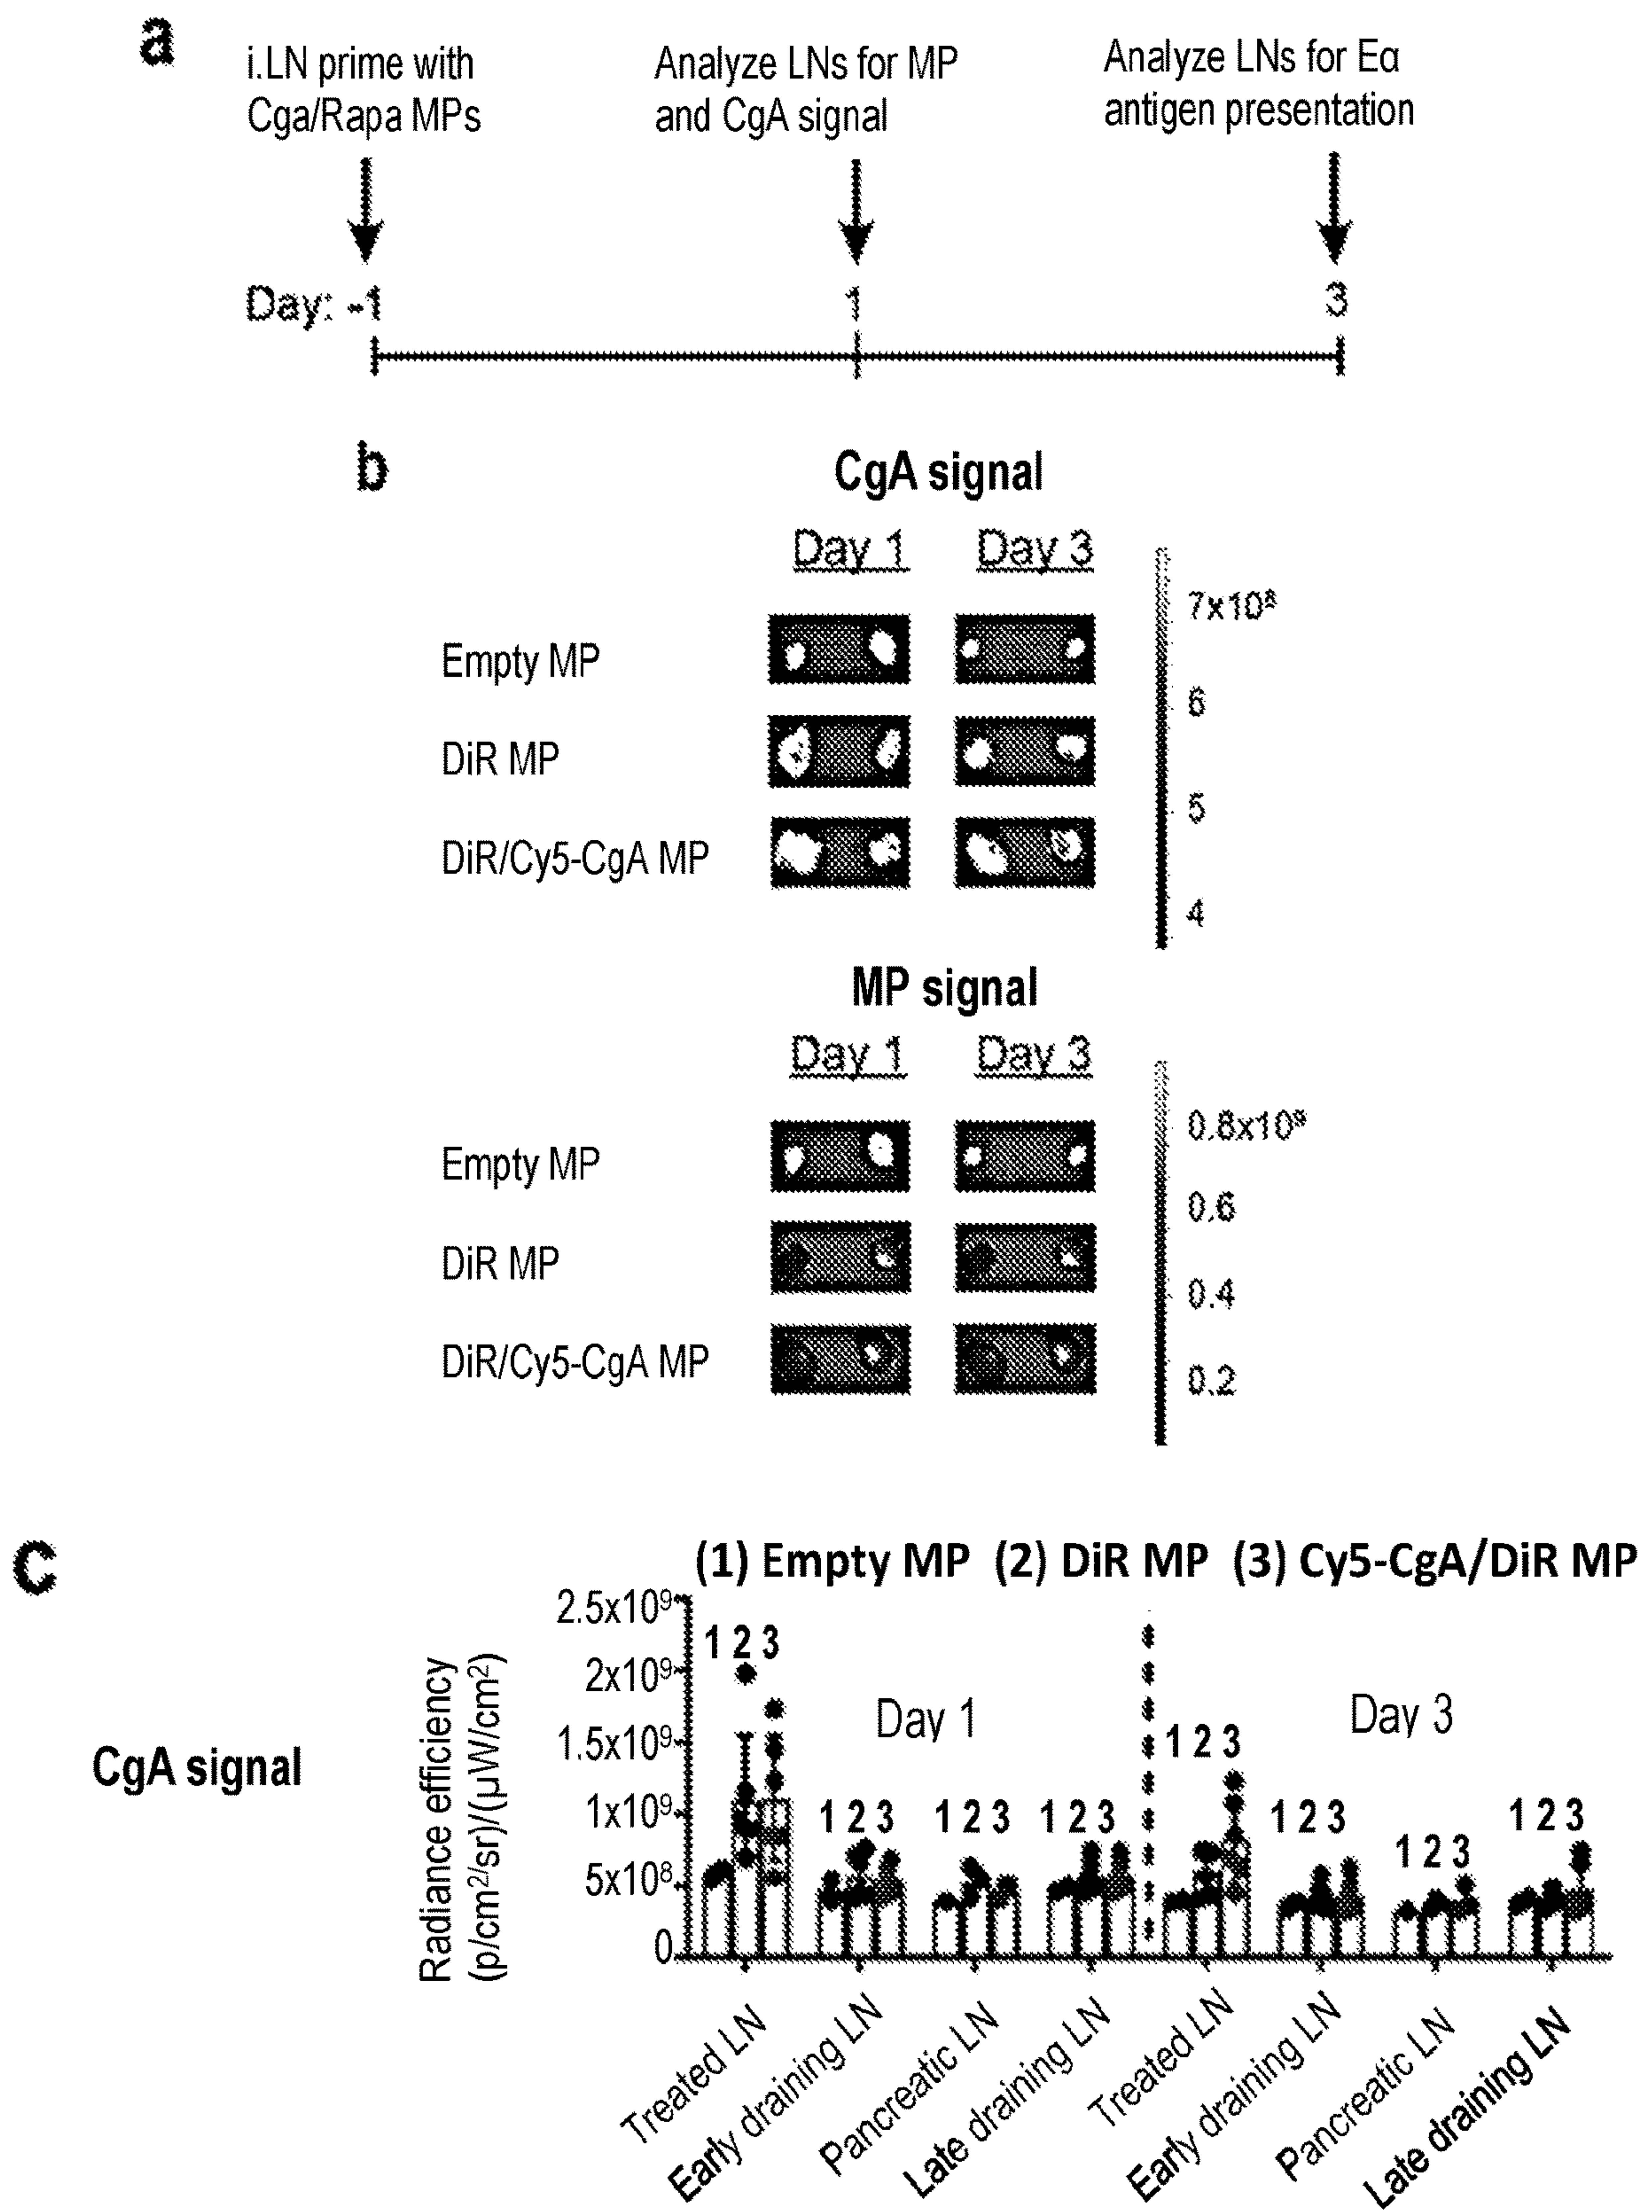 a
i.LN prime with
Cga/Rapa MPs
Analyze LNs for MP
and CgA signal
Analyze LNs for Eα
antigen presentation
Day: -1
1
3
b
CgA signal
Day 1
Day 3
Empty MP
DiR MP
DiR/Cy5-CgA MP
7x10⁸
6
5
4
MP signal
Day 1
Day 3
Empty MP
DiR MP
DiR/Cy5-CgA MP
0.8x10⁹
0.6
0.4
0.2
c
(1) Empty MP (2) DiR MP (3) Cy5-CgA/DiR MP
CgA signal
Radiance efficiency
(p/cm²/sr)/(µW/cm²)
2.5x10⁹
2x10⁹
1.5x10⁹
1x10⁹
5x10⁸
0
Day 1
Day 3
1 2 3
1 2 3
1 2 3
1 2 3
1 2 3
1 2 3
1 2 3
1 2 3
Treated LN
Early draining LN
Pancreatic LN
Late draining LN
Treated LN
Early draining LN
Pancreatic LN
Late draining LN